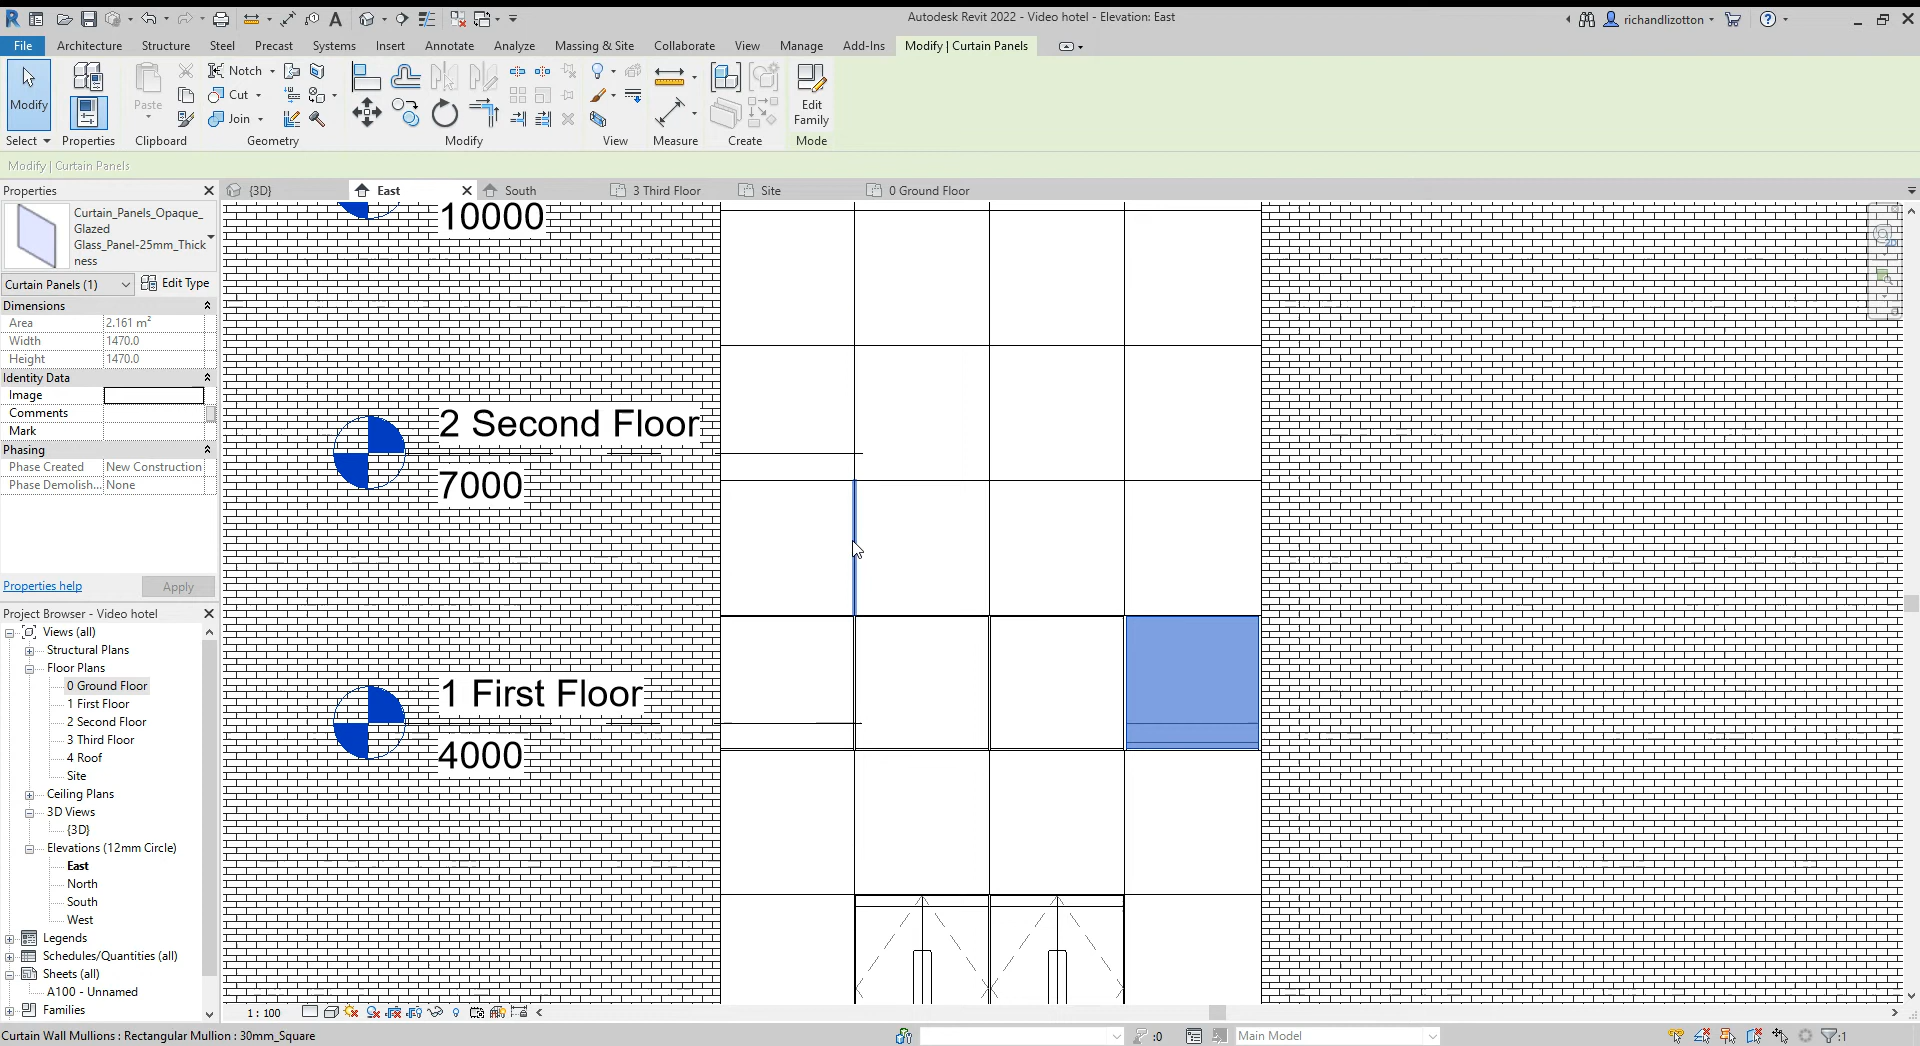 Autodesk Revit 2022 - Video hotel - Elevation: East
richandlizotton
File
Architecture
Structure
Steel
Precast
Systems
Insert
Annotate
Analyze
Massing & Site
Collaborate
View
Manage
Add-Ins
Modify | Curtain Panels
Modify
Paste
Notch
Cut
Join
Edit
Family
Select
Properties
Clipboard
Geometry
Modify
View
Measure
Create
Mode
Modify | Curtain Panels
Properties
{3D}
East
South
3 Third Floor
Site
0 Ground Floor
Curtain_Panels_Opaque_
Glazed
Glass_Panel-25mm_Thick
ness
Curtain Panels (1)
Edit Type
Dimensions
Area 2.161 m²
Width 1470.0
Height 1470.0
Identity Data
Image
Comments
Mark
Phasing
Phase Created New Construction
Phase Demolish... None
Properties help
Apply
Project Browser - Video hotel
Views (all)
Structural Plans
Floor Plans
0 Ground Floor
1 First Floor
2 Second Floor
3 Third Floor
4 Roof
Site
Ceiling Plans
3D Views
{3D}
Elevations (12mm Circle)
East
North
South
West
Legends
Schedules/Quantities (all)
Sheets (all)
A100 - Unnamed
Families
10000
2 Second Floor
7000
1 First Floor
4000
1 : 100
Curtain Wall Mullions : Rectangular Mullion : 30mm_Square
:0
Main Model
:1